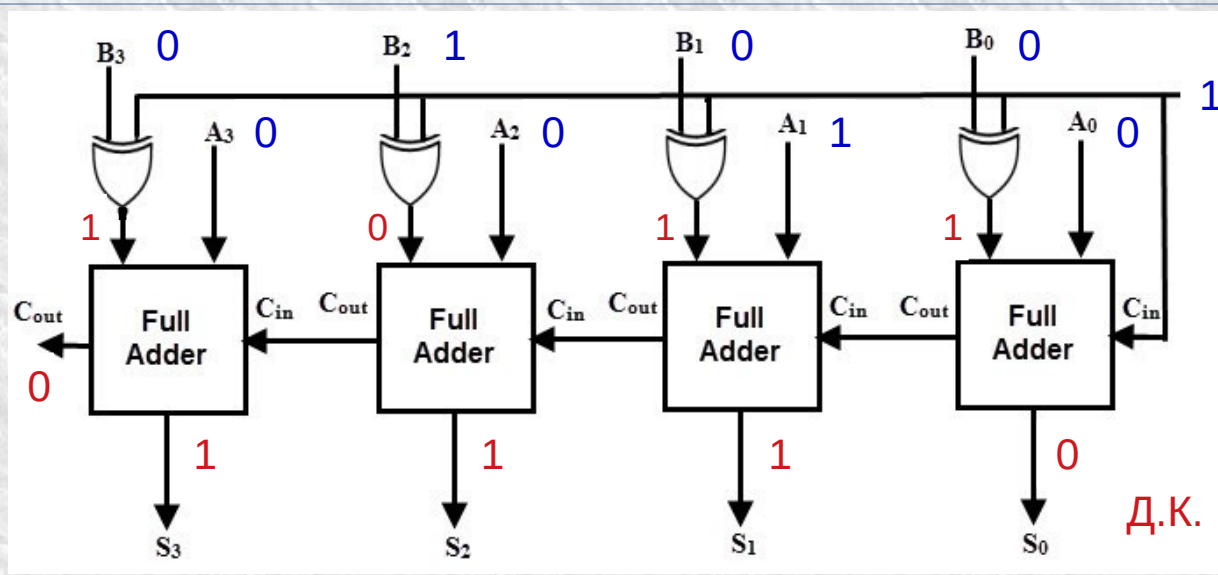 B3 0 B2 1 B1 0 B0 0
1
A3 0 A2 0 A1 1 A0 0
1 0 1 1
Cout Full Adder Cin Cout Full Adder Cin Cout Full Adder Cin Cout Full Adder Cin
0
1 1 1 0
Д.К.
S3 S2 S1 S0